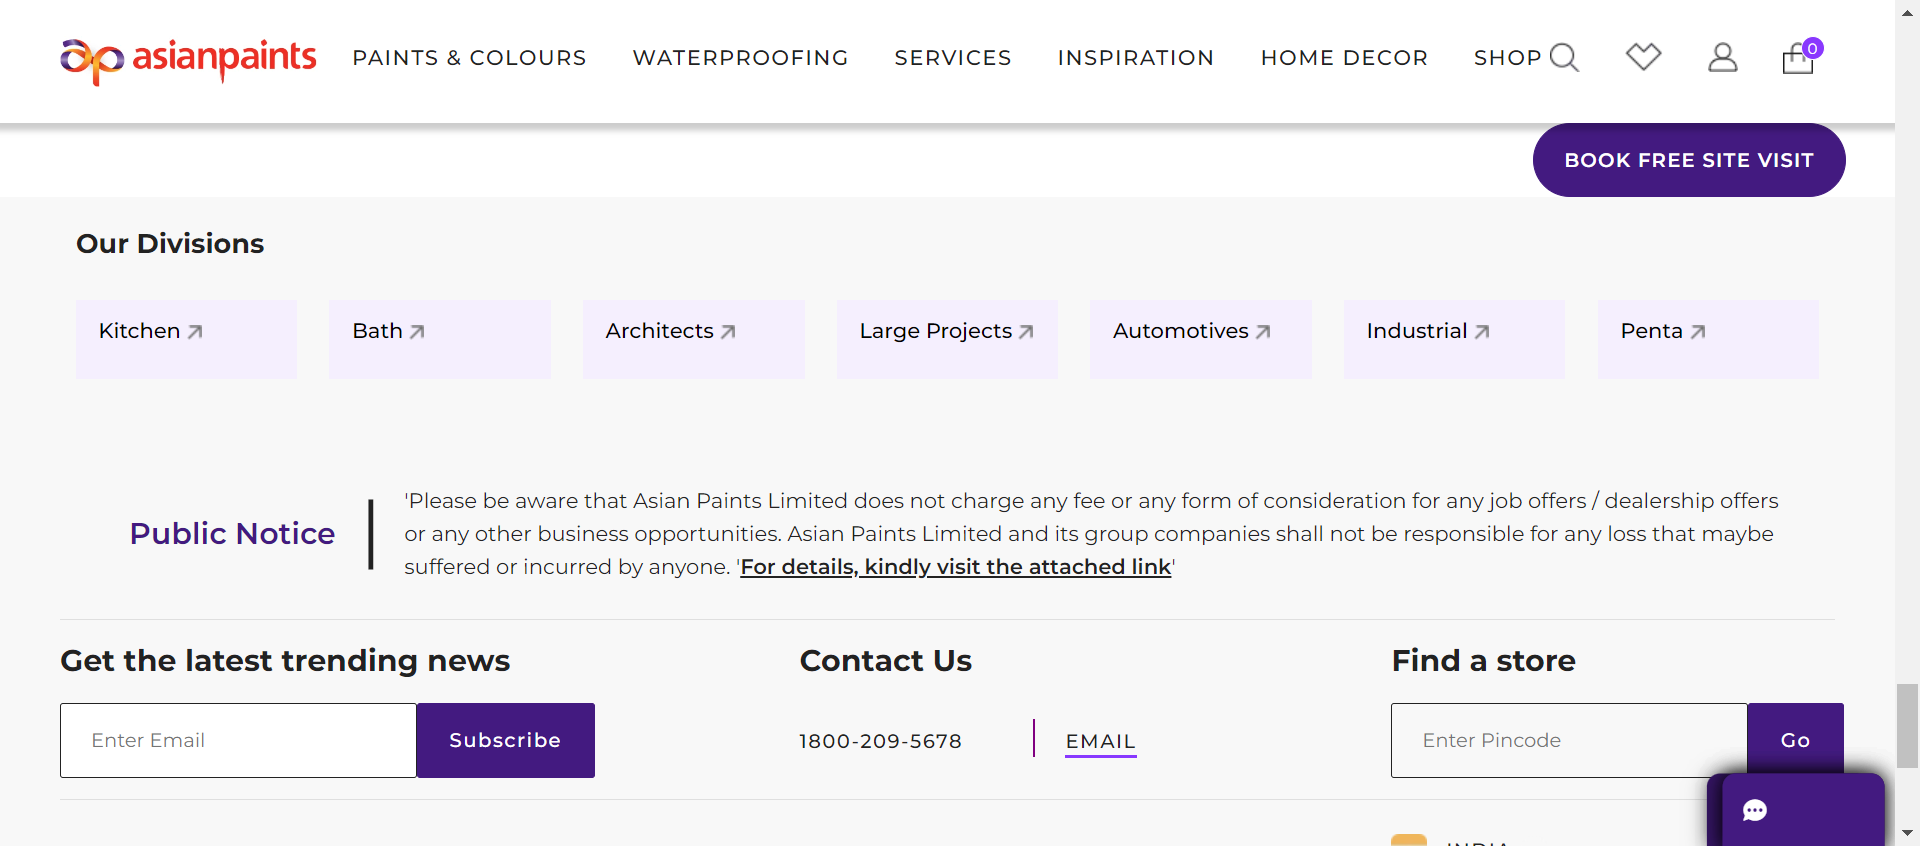 asianpaints
PAINTS & COLOURS
WATERPROOFING
SERVICES
INSPIRATION
HOME DECOR
SHOP
0
BOOK FREE SITE VISIT
Our Divisions
Kitchen
Bath
Architects
Large Projects
Automotives
Industrial
Penta
Public Notice
'Please be aware that Asian Paints Limited does not charge any fee or any form of consideration for any job offers / dealership offers
or any other business opportunities. Asian Paints Limited and its group companies shall not be responsible for any loss that maybe
suffered or incurred by anyone. 'For details, kindly visit the attached link'
Get the latest trending news
Enter Email
Subscribe
Contact Us
1800-209-5678
EMAIL
Find a store
Enter Pincode
Go
INDIA